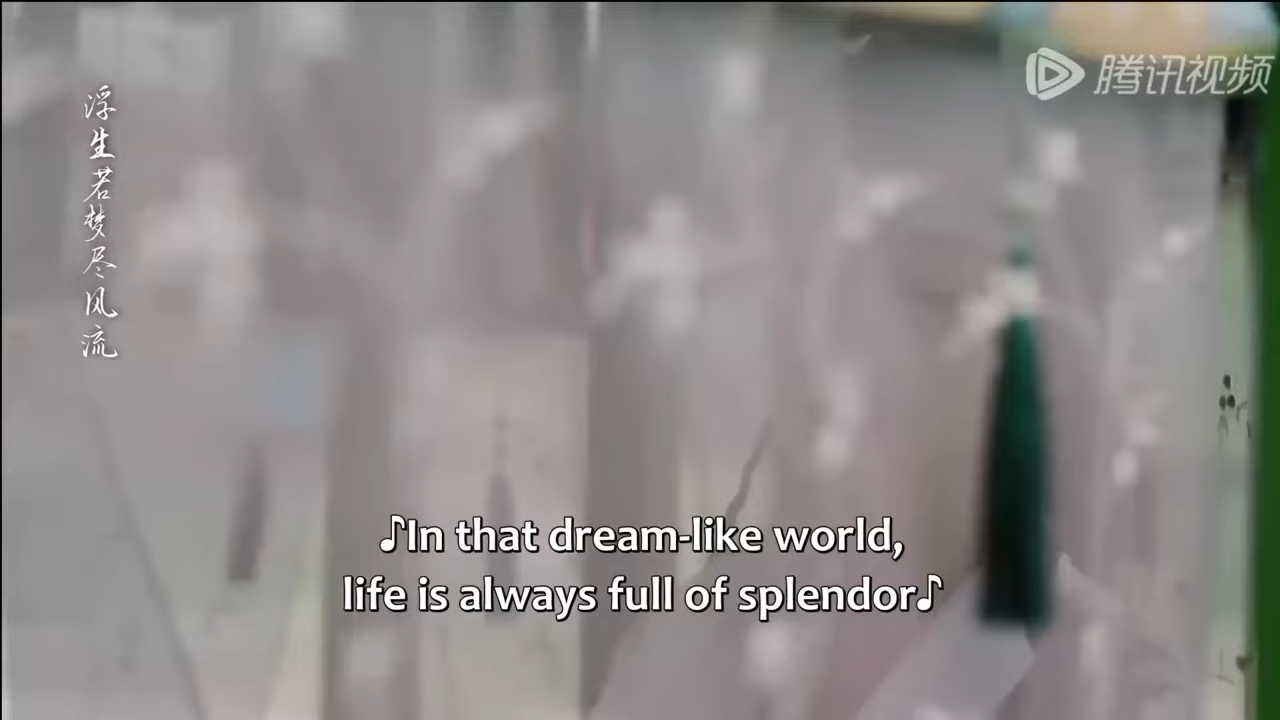 腾讯视频
浮生若梦尽风流
♪In that dream-like world,
life is always full of splendor♪